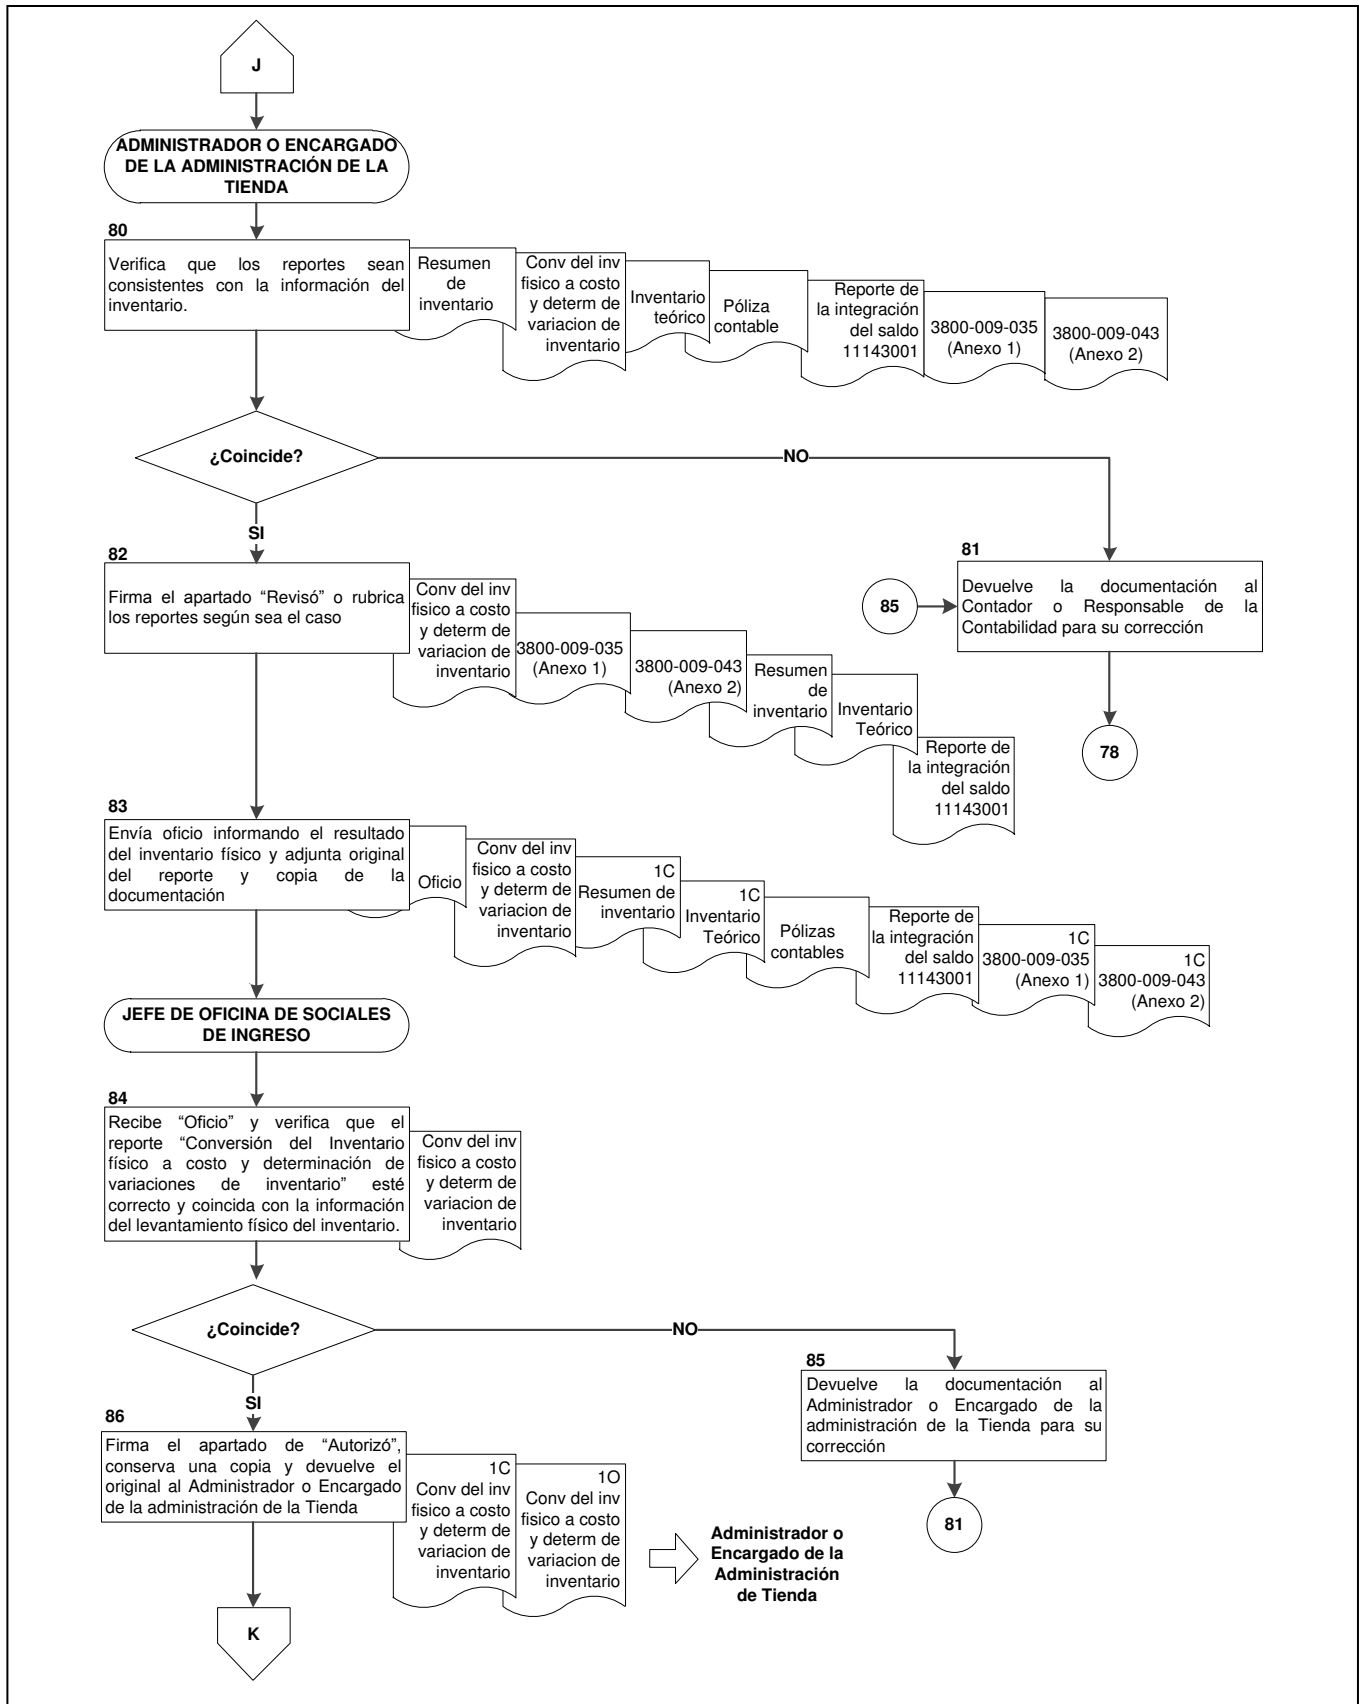 J
ADMINISTRADOR O ENCARGADO
DE LA ADMINISTRACIÓN DE LA
TIENDA
80
Verifica que los reportes sean
consistentes con la información del
inventario.
Resumen
de
inventario
Conv del inv
fisico a costo
y determ de
variacion de
inventario
Inventario
teórico
Póliza
contable
Reporte de
la integración
del saldo
11143001
3800-009-035
(Anexo 1)
3800-009-043
(Anexo 2)
¿Coincide?
NO
SI
82
Firma el apartado “Revisó” o rubrica
los reportes según sea el caso
Conv del inv
fisico a costo
y determ de
variacion de
inventario
3800-009-035
(Anexo 1)
3800-009-043
(Anexo 2)
Resumen
de
inventario
Inventario
Teórico
Reporte de
la integración
del saldo
11143001
85
81
Devuelve la documentación al
Contador o Responsable de la
Contabilidad para su corrección
78
83
Envía oficio informando el resultado
del inventario físico y adjunta original
del reporte y copia de la
documentación
Oficio
Conv del inv
fisico a costo
y determ de
variacion de
inventario
1C
Resumen de
inventario
1C
Inventario
Teórico
Pólizas
contables
Reporte de
la integración
del saldo
11143001
1C
3800-009-035
(Anexo 1)
1C
3800-009-043
(Anexo 2)
JEFE DE OFICINA DE SOCIALES
DE INGRESO
84
Recibe “Oficio” y verifica que el
reporte “Conversión del Inventario
físico a costo y determinación de
variaciones de inventario” esté
correcto y coincida con la información
del levantamiento físico del inventario.
Conv del inv
fisico a costo
y determ de
variacion de
inventario
¿Coincide?
NO
SI
85
Devuelve la documentación al
Administrador o Encargado de la
administración de la Tienda para su
corrección
81
86
Firma el apartado de “Autorizó”,
conserva una copia y devuelve el
original al Administrador o Encargado
de la administración de la Tienda
1C
Conv del inv
fisico a costo
y determ de
variacion de
inventario
1O
Conv del inv
fisico a costo
y determ de
variacion de
inventario
Administrador o
Encargado de la
Administración
de Tienda
K